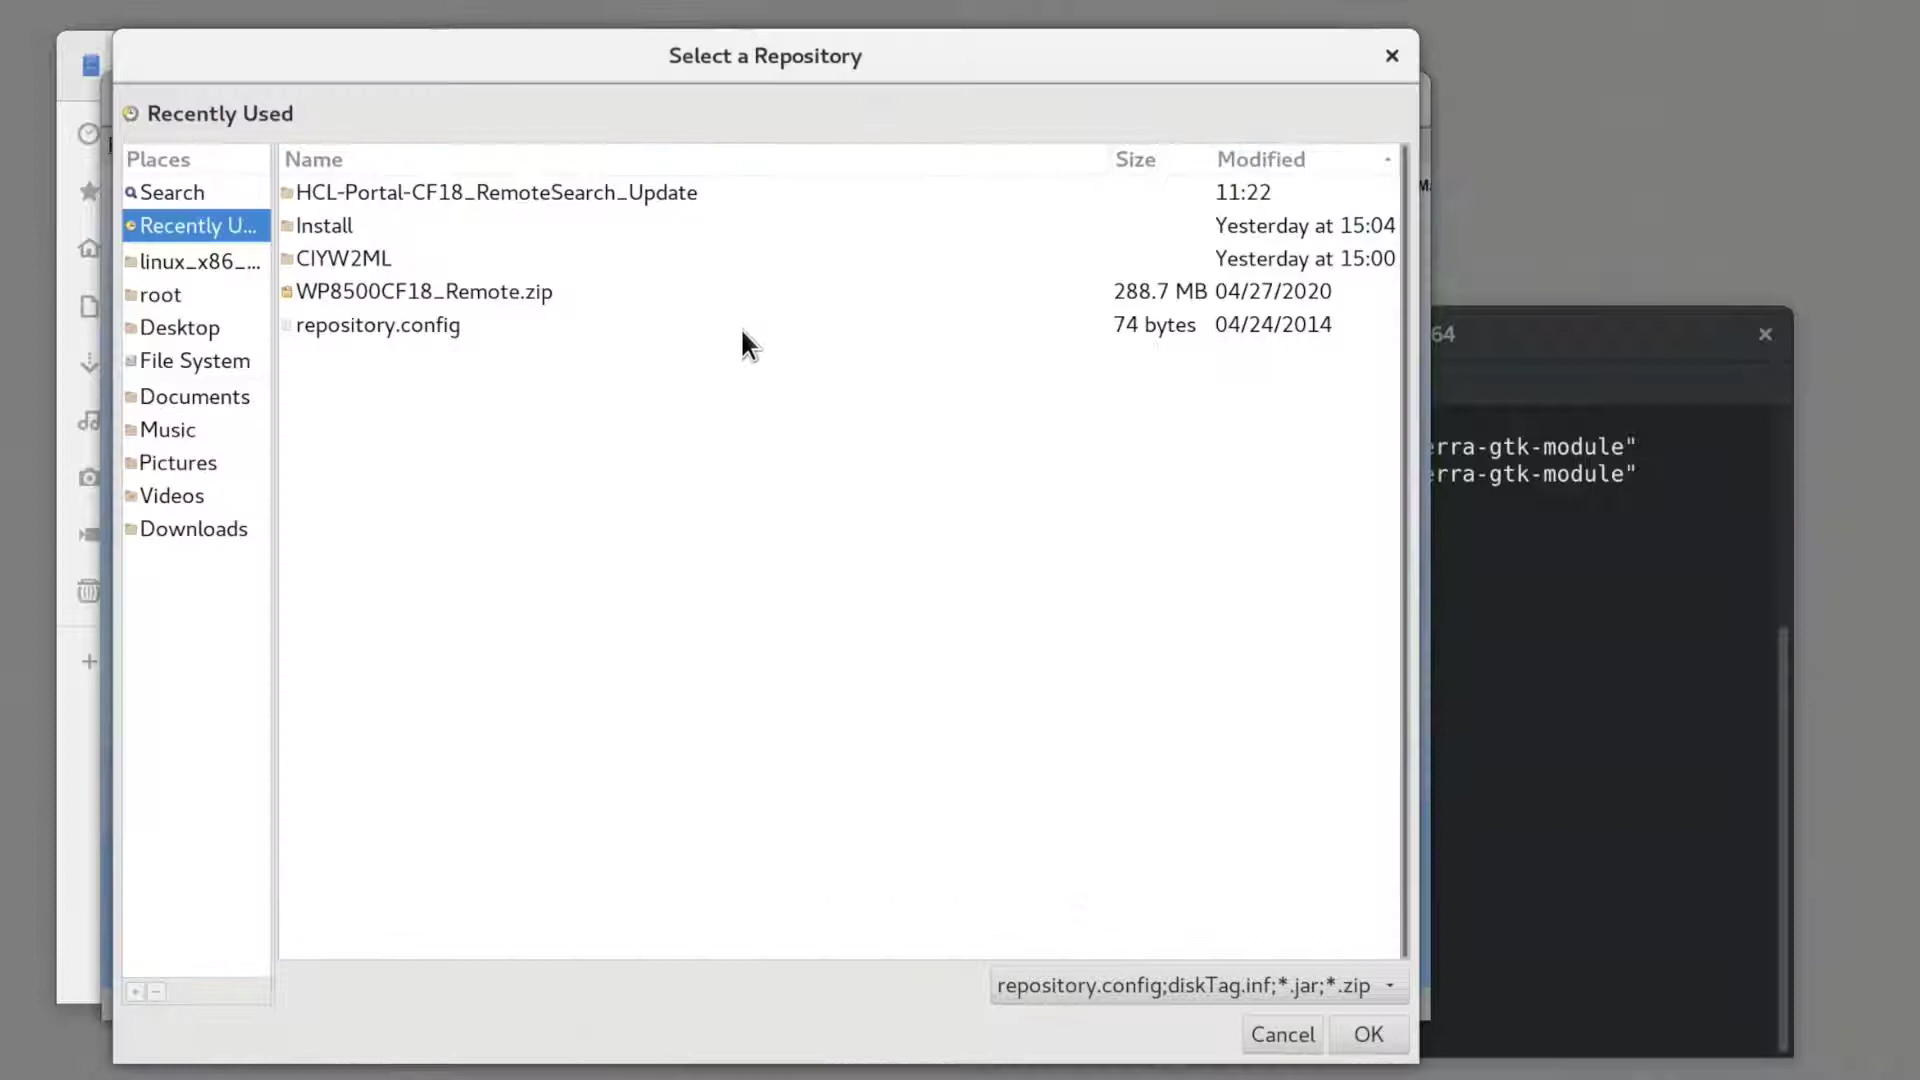 Select a Repository
Recently Used
Places
Name Size Modified
Search
HCL-Portal-CF18_RemoteSearch_Update 11:22
Recently U...
Install Yesterday at 15:04
linux_x86_...
CIYW2ML Yesterday at 15:00
root
WP8500CF18_Remote.zip 288.7 MB 04/27/2020
Desktop
repository.config 74 bytes 04/24/2014
File System
Documents
Music
Pictures
Videos
Downloads
repository.config;diskTag.inf;*.jar;*.zip
Cancel OK
64
erra-gtk-module"
erra-gtk-module"